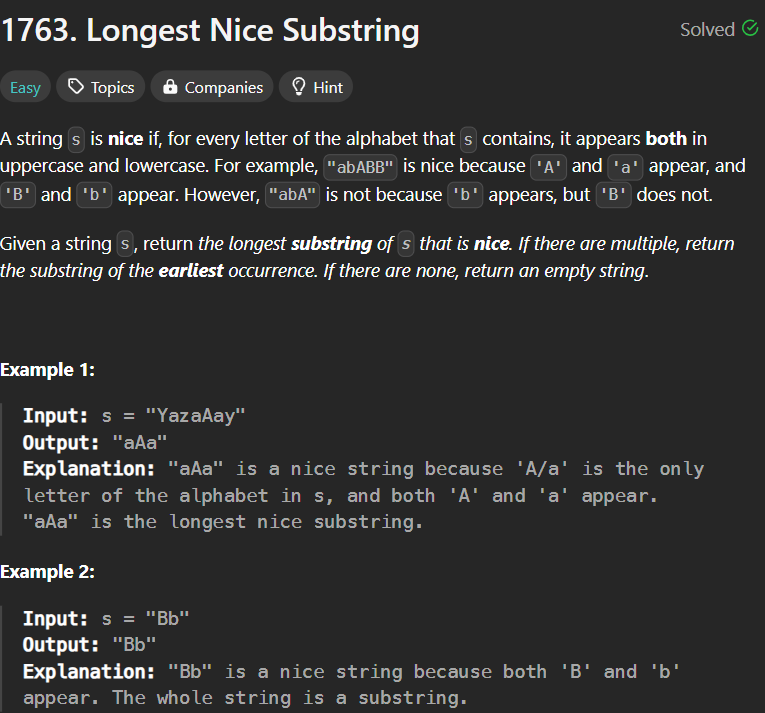 1763. Longest Nice Substring
Solved
Easy Topics Companies Hint
A string s is nice if, for every letter of the alphabet that s contains, it appears both in
uppercase and lowercase. For example, "abABB" is nice because 'A' and 'a' appear, and
'B' and 'b' appear. However, "abA" is not because 'b' appears, but 'B' does not.
Given a string s, return the longest substring of s that is nice. If there are multiple, return
the substring of the earliest occurrence. If there are none, return an empty string.
Example 1:
Input: s = "YazaAay"
Output: "aAa"
Explanation: "aAa" is a nice string because 'A/a' is the only
letter of the alphabet in s, and both 'A' and 'a' appear.
"aAa" is the longest nice substring.
Example 2:
Input: s = "Bb"
Output: "Bb"
Explanation: "Bb" is a nice string because both 'B' and 'b'
appear. The whole string is a substring.